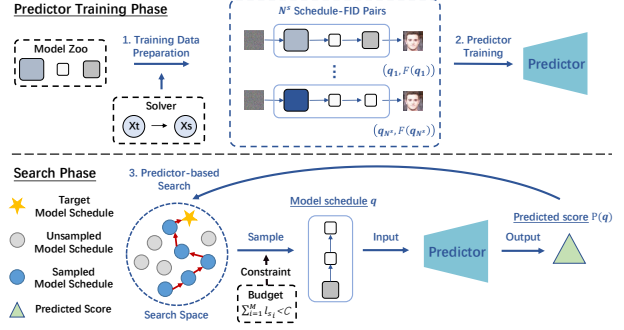 Predictor Training Phase
Model Zoo
1. Training Data
Preparation
Solver
Xt
Xs
N^s Schedule-FID Pairs
(q_1, F(q_1))
(q_{N^s}, F(q_{N^s}))
2. Predictor
Training
Predictor
Search Phase
Target
Model Schedule
Unsampled
Model Schedule
Sampled
Model Schedule
Predicted Score
3. Predictor-based
Search
Search Space
Sample
Constraint
Budget
∑_{i=1}^{M} l_{s_i}<C
Model schedule q
Input
Predictor
Output
Predicted score P(q)